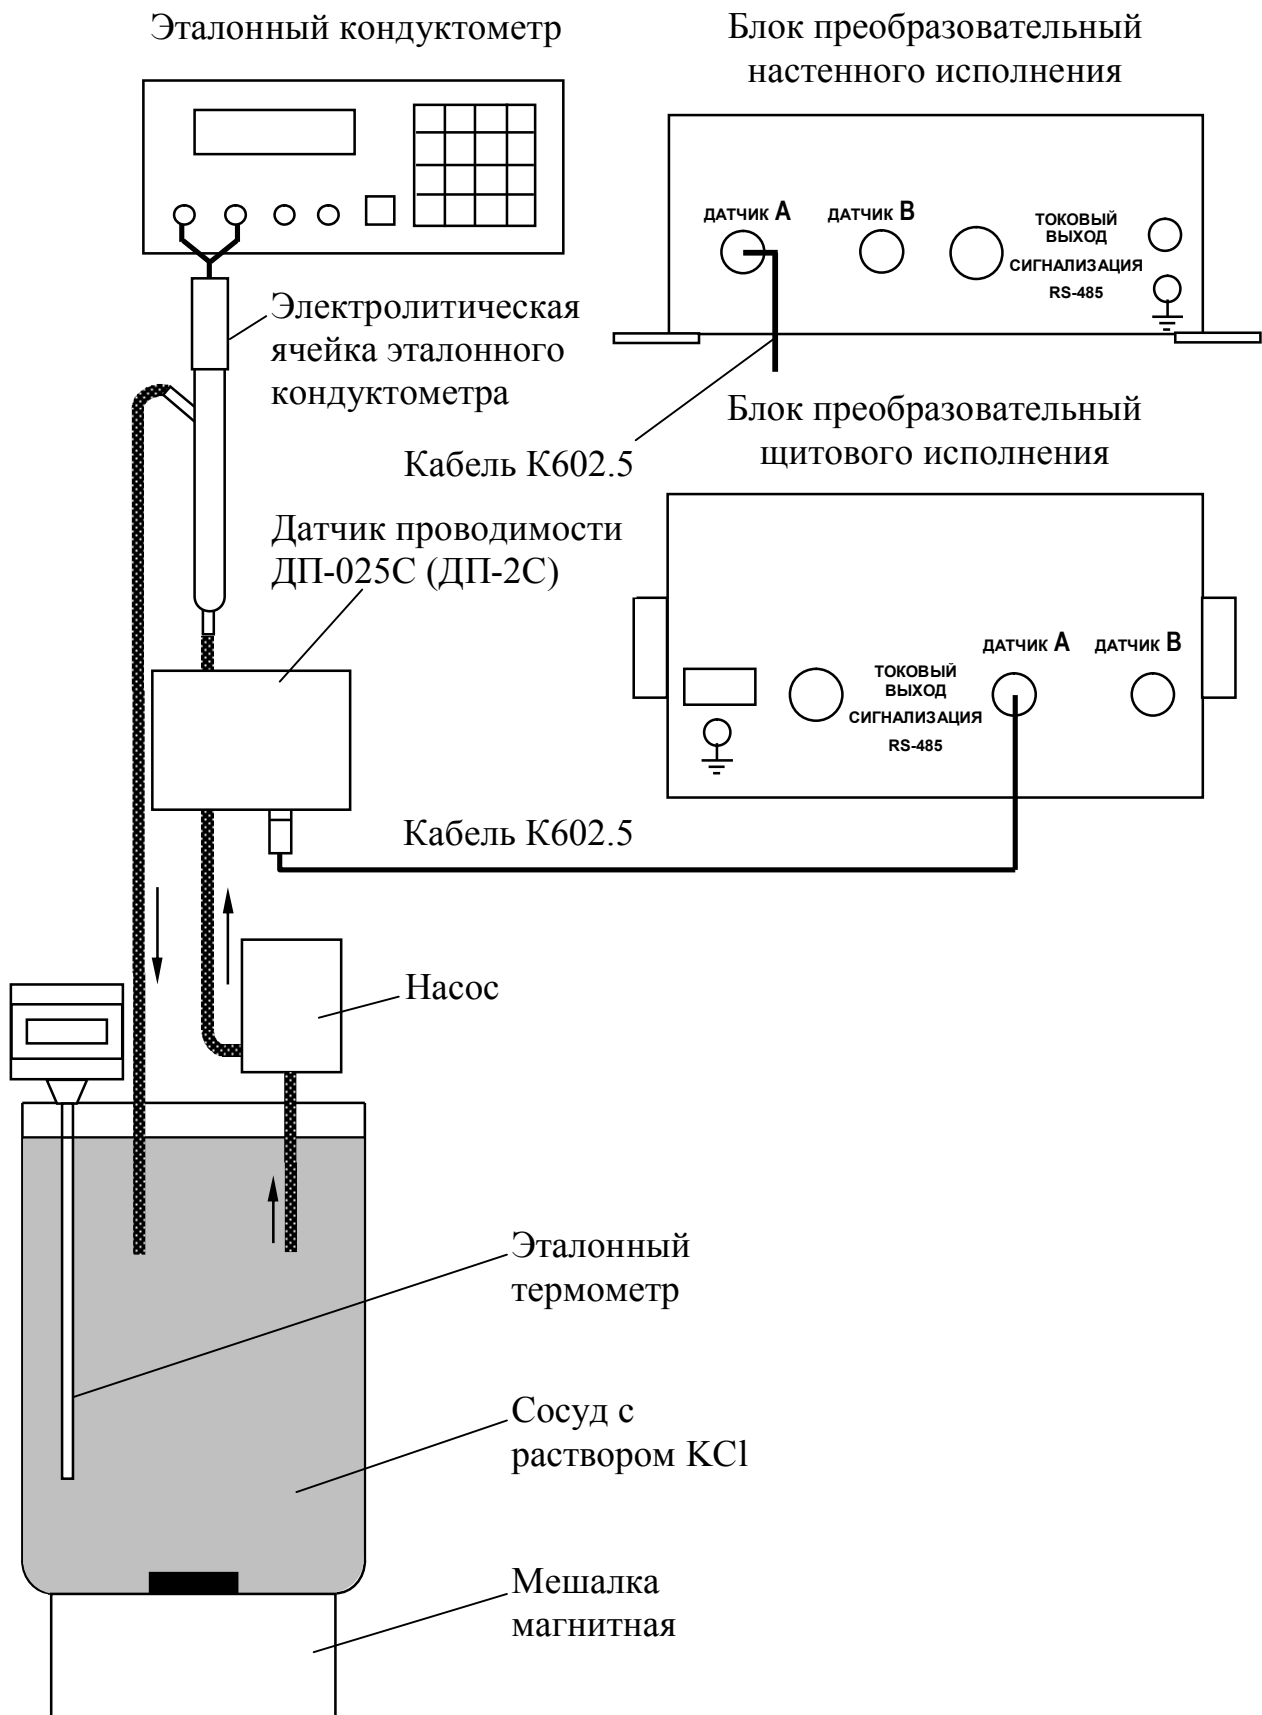 Эталонный кондуктометр
Блок преобразовательный
настенного исполнения
ДАТЧИК А
ДАТЧИК В
ТОКОВЫЙ
ВЫХОД
СИГНАЛИЗАЦИЯ
RS-485
Электролитическая
ячейка эталонного
кондуктометра
Кабель К602.5
Блок преобразовательный
щитового исполнения
Датчик проводимости
ДП-025С (ДП-2С)
ТОКОВЫЙ
ВЫХОД
СИГНАЛИЗАЦИЯ
RS-485
ДАТЧИК А
ДАТЧИК В
Кабель К602.5
Насос
Эталонный
термометр
Сосуд с
раствором KCl
Мешалка
магнитная